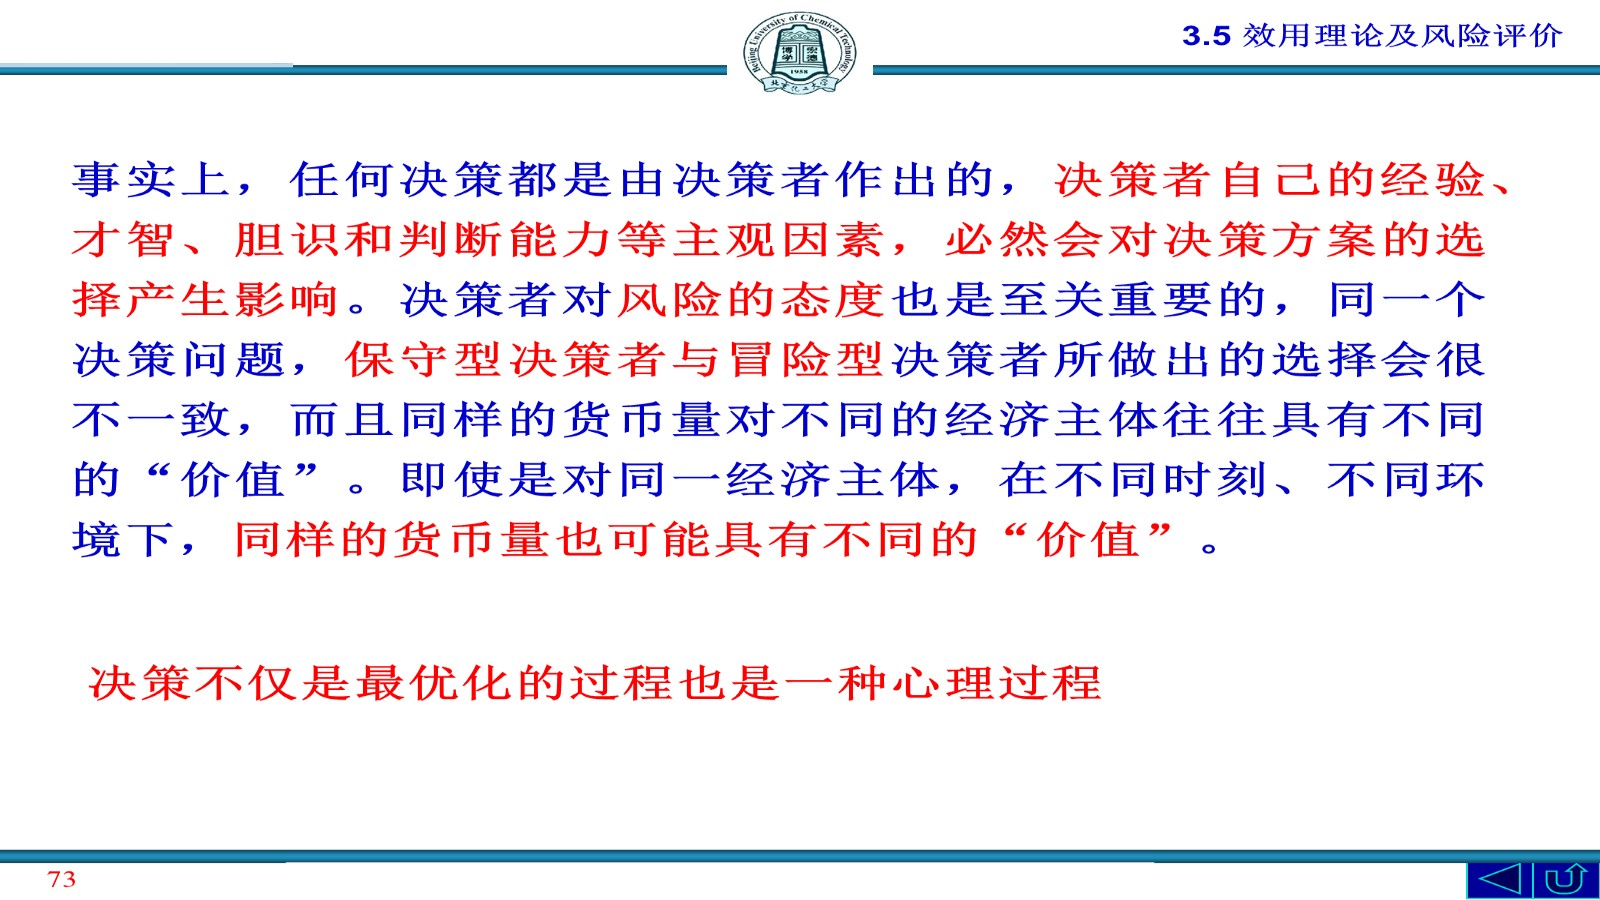 Beijing University of Chemical Technology
1958
3.5 效用理论及风险评价
事实上，任何决策都是由决策者作出的，决策者自己的经验、
才智、胆识和判断能力等主观因素，必然会对决策方案的选
择产生影响。决策者对风险的态度也是至关重要的，同一个
决策问题，保守型决策者与冒险型决策者所做出的选择会很
不一致，而且同样的货币量对不同的经济主体往往具有不同
的“价值”。即使是对同一经济主体，在不同时刻、不同环
境下，同样的货币量也可能具有不同的“价值”。
决策不仅是最优化的过程也是一种心理过程
73